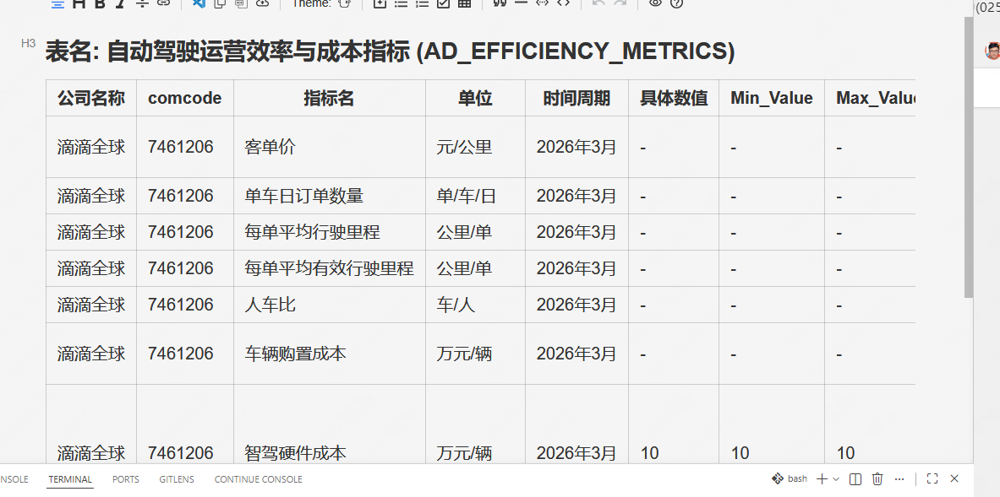 Theme:
(025
H3
表名: 自动驾驶运营效率与成本指标 (AD_EFFICIENCY_METRICS)
公司名称 comcode 指标名 单位 时间周期 具体数值 Min_Value Max_Value
滴滴全球 7461206 客单价 元/公里 2026年3月 - - -
滴滴全球 7461206 单车日订单数量 单/车/日 2026年3月 - - -
滴滴全球 7461206 每单平均行驶里程 公里/单 2026年3月 - - -
滴滴全球 7461206 每单平均有效行驶里程 公里/单 2026年3月 - - -
滴滴全球 7461206 人车比 车/人 2026年3月 - - -
滴滴全球 7461206 车辆购置成本 万元/辆 2026年3月 - - -
滴滴全球 7461206 智驾硬件成本 万元/辆 2026年3月 10 10 10
NSOLE TERMINAL PORTS GITLENS CONTINUE CONSOLE bash